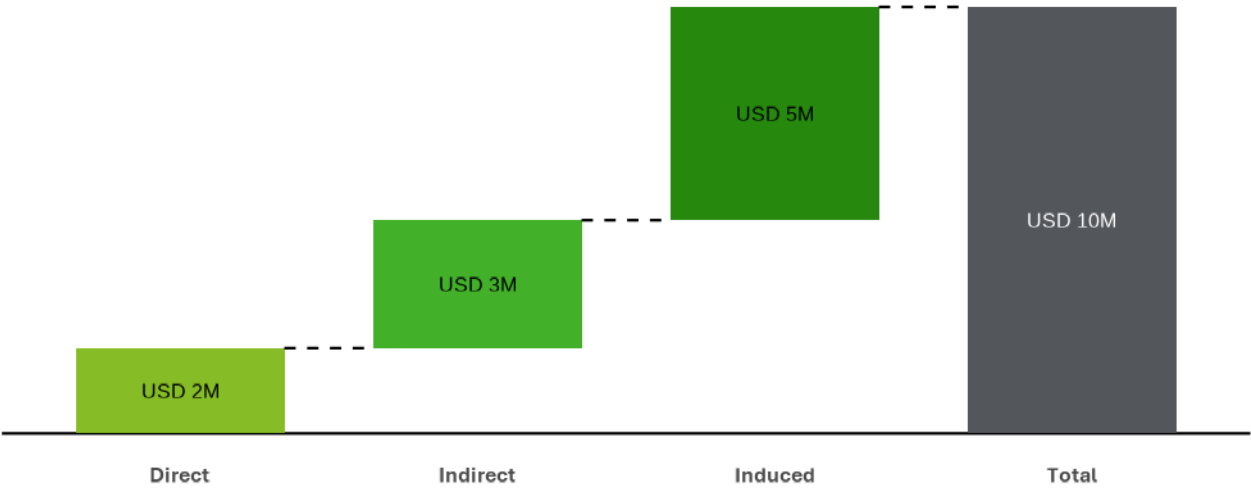 USD 5M
USD 10M
USD 3M
USD 2M
Direct Indirect Induced Total